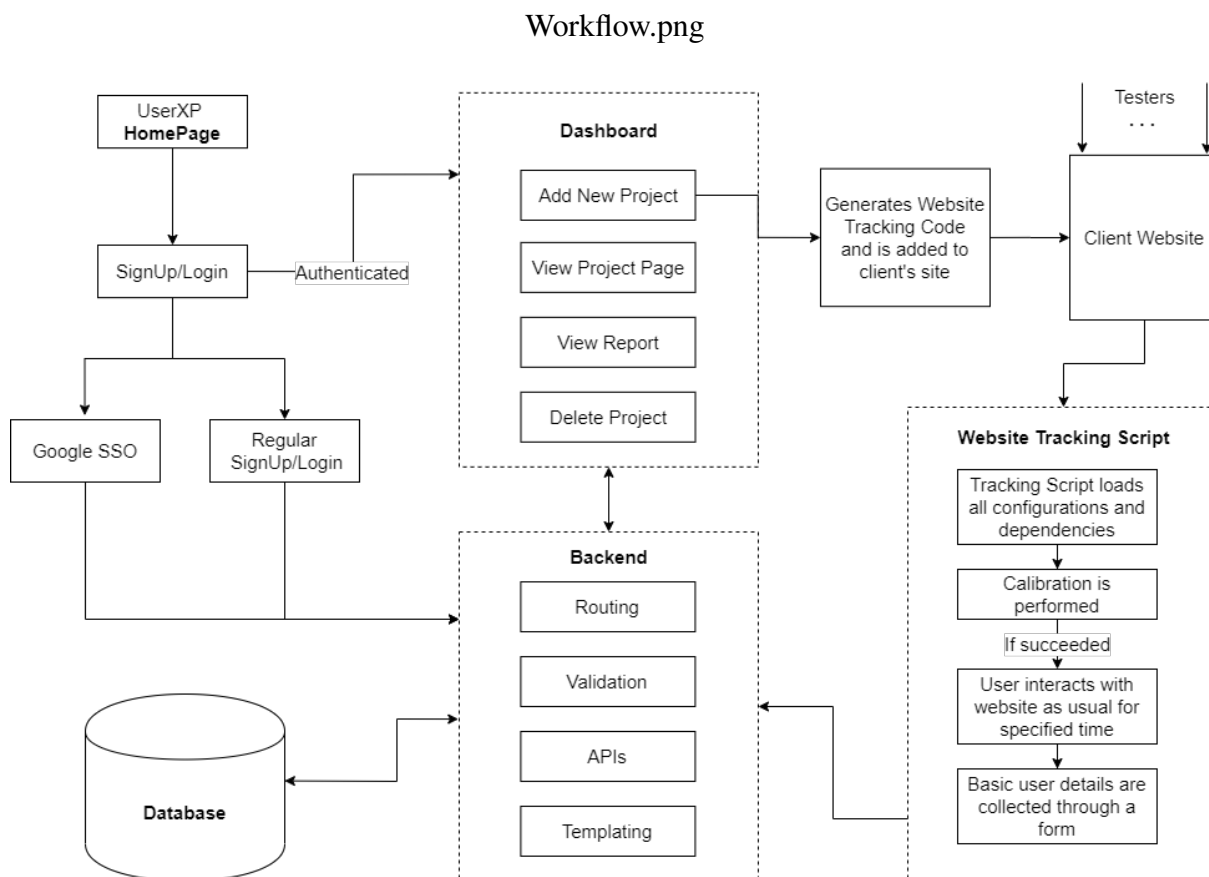 Workflow.png
UserXP
HomePage
SignUp/Login
Authenticated
Google SSO
Regular
SignUp/Login
Dashboard
Add New Project
View Project Page
View Report
Delete Project
Generates Website
Tracking Code
and is added to
client's site
Testers
. . .
Client Website
Website Tracking Script
Tracking Script loads
all configurations and
dependencies
Calibration is
performed
If succeeded
User interacts with
website as usual for
specified time
Basic user details are
collected through a
form
Backend
Routing
Validation
APIs
Templating
Database